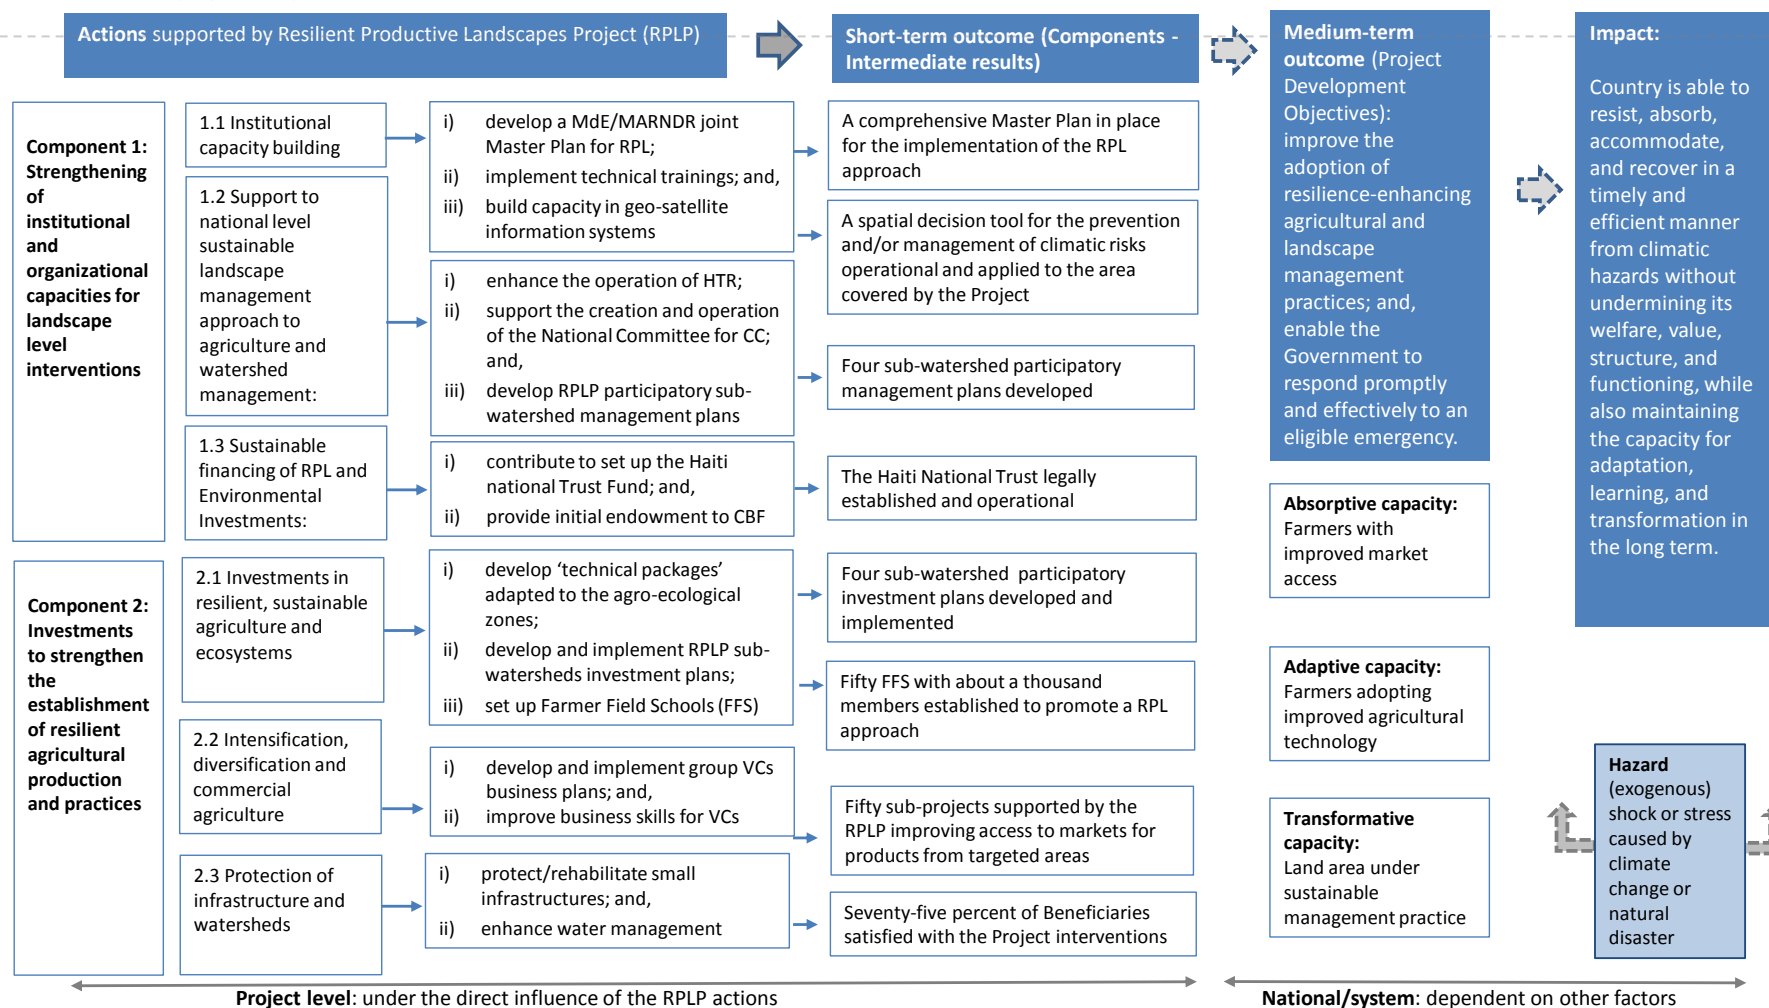 Actions supported by Resilient Productive Landscapes Project (RPLP)
Short-term outcome (Components -
Intermediate results)
Medium-term
outcome (Project
Development
Objectives):
improve the
adoption of
resilience-enhancing
agricultural and
landscape
management
practices; and,
enable the
Government to
respond promptly
and effectively to an
eligible emergency.
Impact:
Country is able to
resist, absorb,
accommodate,
and recover in a
timely and
efficient manner
from climatic
hazards without
undermining its
welfare, value,
structure, and
functioning, while
also maintaining
the capacity for
adaptation,
learning, and
transformation in
the long term.
Component 1:
Strengthening
of
institutional
and
organizational
capacities for
landscape
level
interventions
1.1 Institutional
capacity building
1.2 Support to
national level
sustainable
landscape
management
approach to
agriculture and
watershed
management:
1.3 Sustainable
financing of RPL and
Environmental
Investments:
i) develop a MdE/MARNDR joint
Master Plan for RPL;
ii) implement technical trainings; and,
iii) build capacity in geo-satellite
information systems
i) enhance the operation of HTR;
ii) support the creation and operation
of the National Committee for CC;
and,
iii) develop RPLP participatory sub-
watershed management plans
i) contribute to set up the Haiti
national Trust Fund; and,
ii) provide initial endowment to CBF
A comprehensive Master Plan in place
for the implementation of the RPL
approach
A spatial decision tool for the prevention
and/or management of climatic risks
operational and applied to the area
covered by the Project
Four sub-watershed participatory
management plans developed
The Haiti National Trust legally
established and operational
Component 2:
Investments
to strengthen
the
establishment
of resilient
agricultural
production
and practices
2.1 Investments in
resilient, sustainable
agriculture and
ecosystems
2.2 Intensification,
diversification and
commercial
agriculture
2.3 Protection of
infrastructure and
watersheds
i) develop ‘technical packages’
adapted to the agro-ecological
zones;
ii) develop and implement RPLP sub-
watersheds investment plans;
iii) set up Farmer Field Schools (FFS)
i) develop and implement group VCs
business plans; and,
ii) improve business skills for VCs
i) protect/rehabilitate small
infrastructures; and,
ii) enhance water management
Four sub-watershed participatory
investment plans developed and
implemented
Fifty FFS with about a thousand
members established to promote a RPL
approach
Fifty sub-projects supported by the
RPLP improving access to markets for
products from targeted areas
Seventy-five percent of Beneficiaries
satisfied with the Project interventions
Absorptive capacity:
Farmers with
improved market
access
Adaptive capacity:
Farmers adopting
improved agricultural
technology
Transformative
capacity:
Land area under
sustainable
management practice
Hazard
(exogenous)
shock or stress
caused by
climate
change or
natural
disaster
Project level: under the direct influence of the RPLP actions
National/system: dependent on other factors